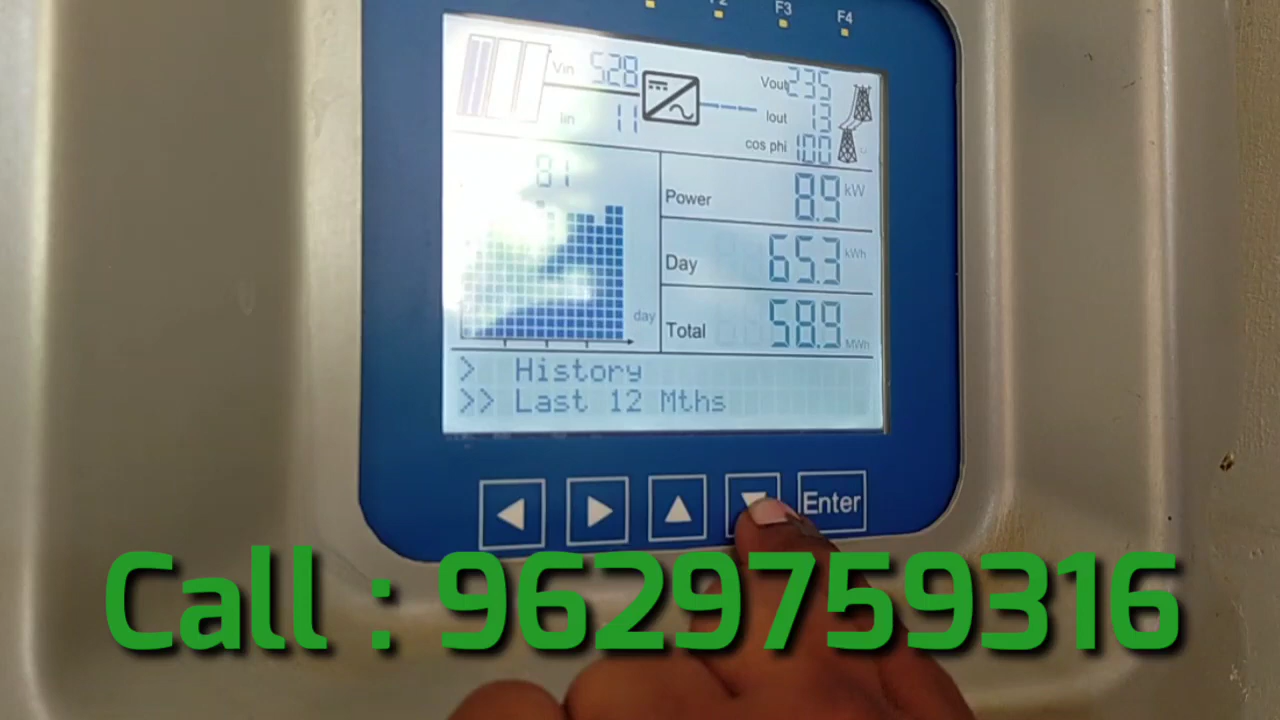 F2 F3 F4
Vin 528
Iin 11
Vout 235
Iout 13
cos phi 100
81
day
Power 8.9 kW
Day 65.3 kWh
Total 58.9 MWh
> History
>> Last 12 Mths
Enter
Call : 9629759316